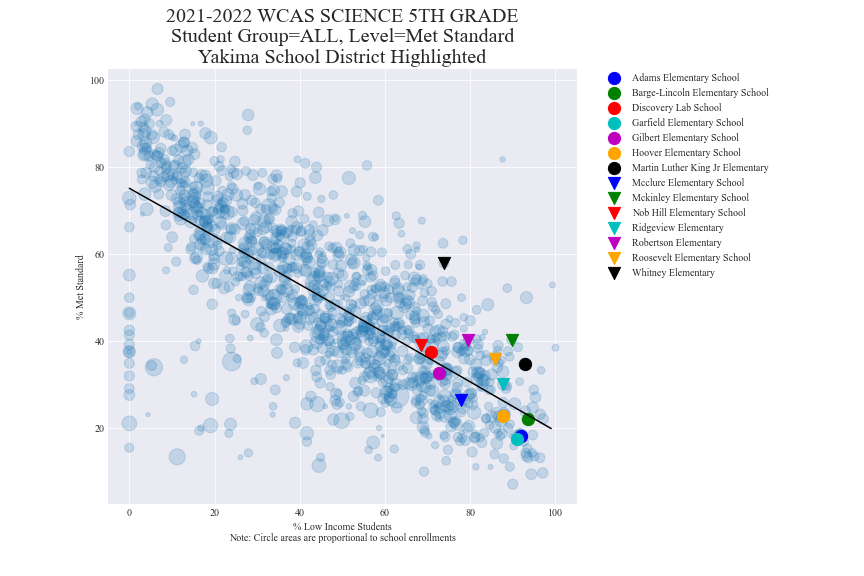 2021-2022 WCAS SCIENCE 5TH GRADE
Student Group=ALL, Level=Met Standard
Yakima School District Highlighted
100
80
60
40
20
% Met Standard
0
20
40
60
80
100
% Low Income Students
Note: Circle areas are proportional to school enrollments
Adams Elementary School
Barge-Lincoln Elementary School
Discovery Lab School
Garfield Elementary School
Gilbert Elementary School
Hoover Elementary School
Martin Luther King Jr Elementary
Mcclure Elementary School
Mckinley Elementary School
Nob Hill Elementary School
Ridgeview Elementary
Robertson Elementary
Roosevelt Elementary School
Whitney Elementary